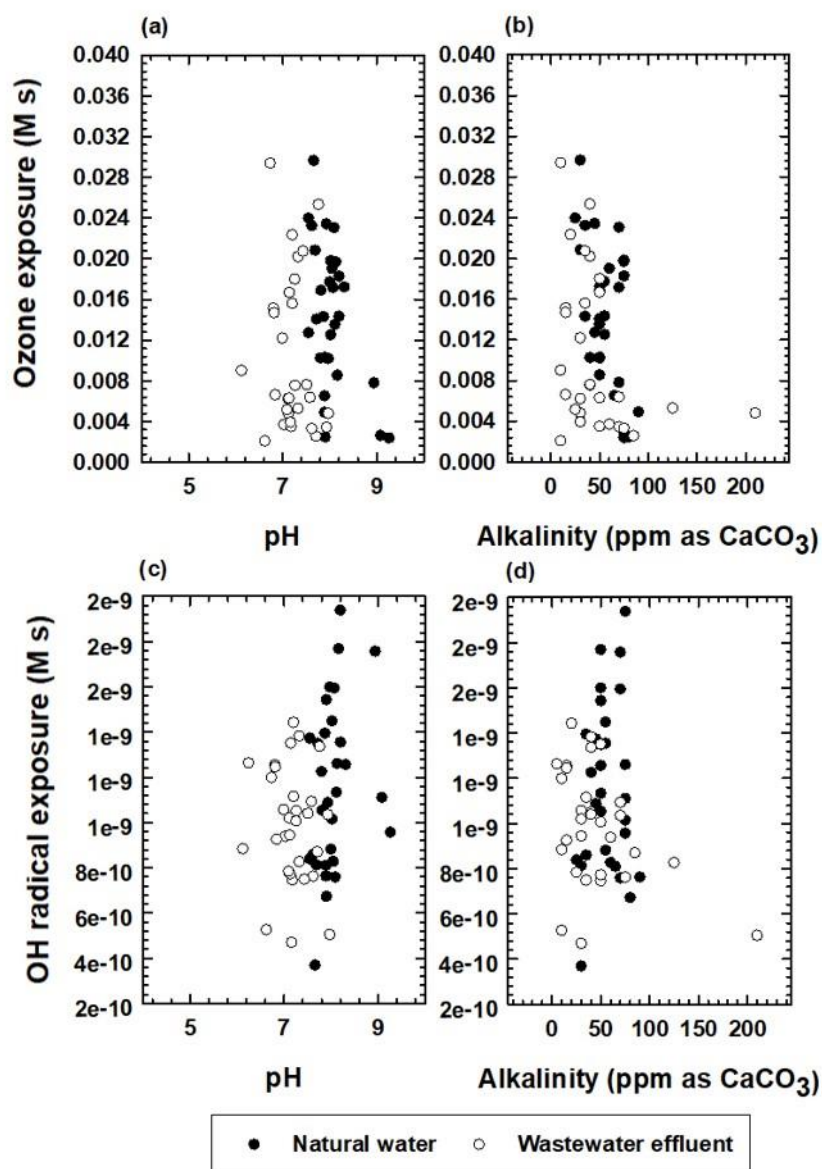 (a)
(b)
Ozone exposure (M s)
0.040
0.036
0.032
0.028
0.024
0.020
0.016
0.012
0.008
0.004
0.000
0.040
0.036
0.032
0.028
0.024
0.020
0.016
0.012
0.008
0.004
0.000
5 7 9
0 50 100 150 200
pH
Alkalinity (ppm as CaCO₃)
(c)
(d)
OH radical exposure (M s)
2e-9
2e-9
2e-9
1e-9
1e-9
1e-9
8e-10
6e-10
4e-10
2e-10
2e-9
2e-9
2e-9
1e-9
1e-9
1e-9
8e-10
6e-10
4e-10
2e-10
5 7 9
0 50 100 150 200
pH
Alkalinity (ppm as CaCO₃)
Natural water
Wastewater effluent